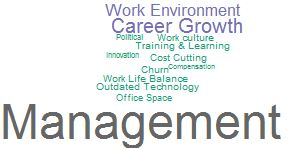 Work Environment
Career Growth
Political Work culture
Training & Learning
Innovation Cost Cutting
Churn Compensation
Work Life Balance
Outdated Technology
Office Space
Management